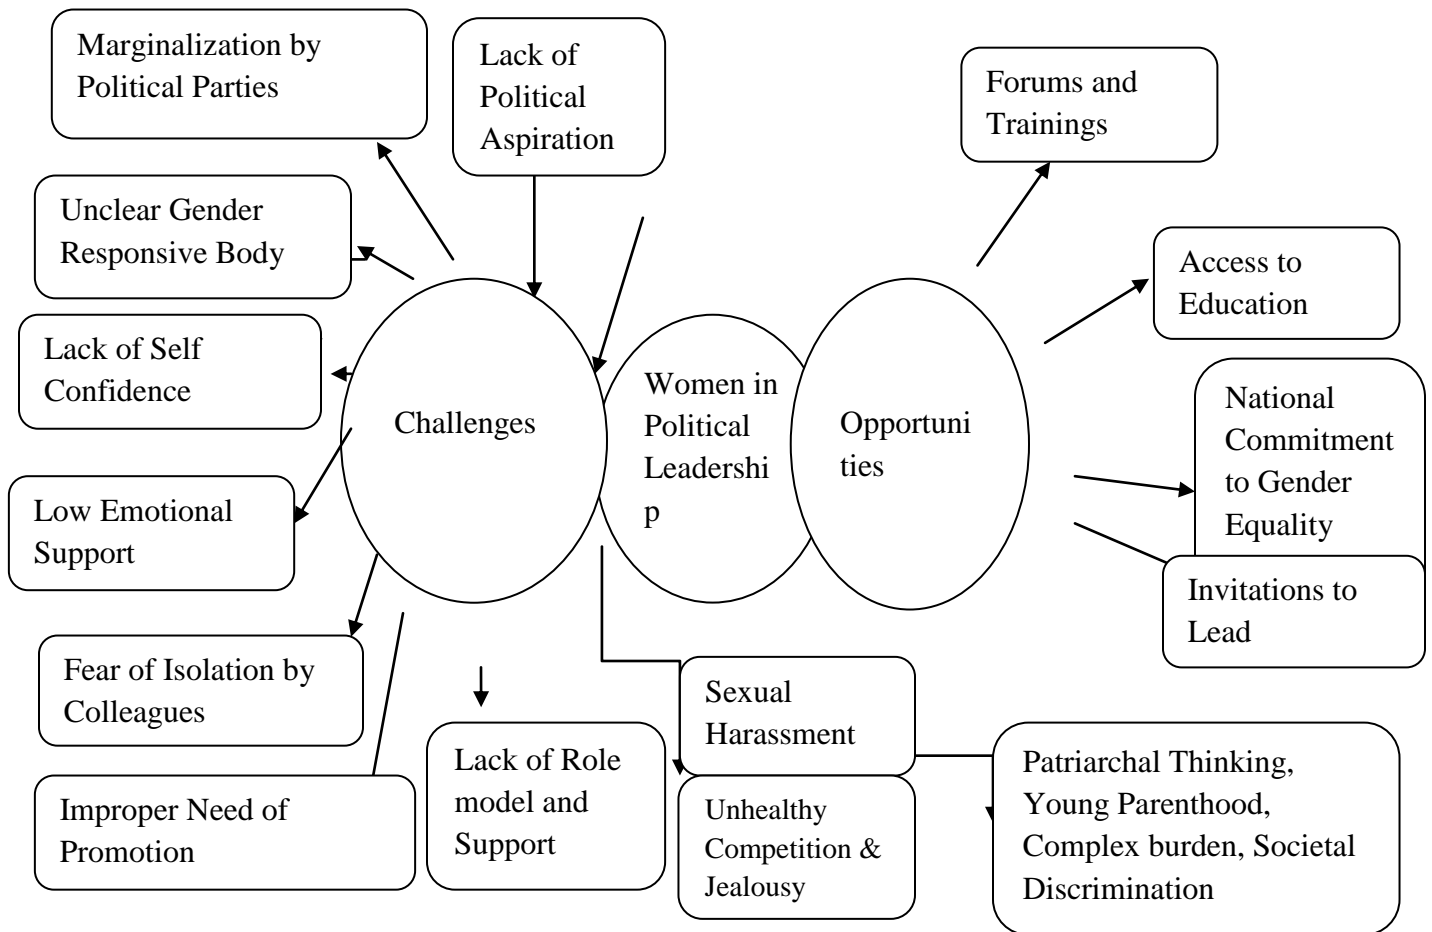 Marginalization by
Political Parties
Lack of
Political
Aspiration
Forums and
Trainings
Unclear Gender
Responsive Body
Access to
Education
Lack of Self
Confidence
Challenges
Women in
Political
Leadershi
p
Opportuni
ties
National
Commitment
to Gender
Equality
Low Emotional
Support
Invitations to
Lead
Fear of Isolation by
Colleagues
Sexual
Harassment
Improper Need of
Promotion
Lack of Role
model and
Support
Unhealthy
Competition &
Jealousy
Patriarchal Thinking,
Young Parenthood,
Complex burden, Societal
Discrimination